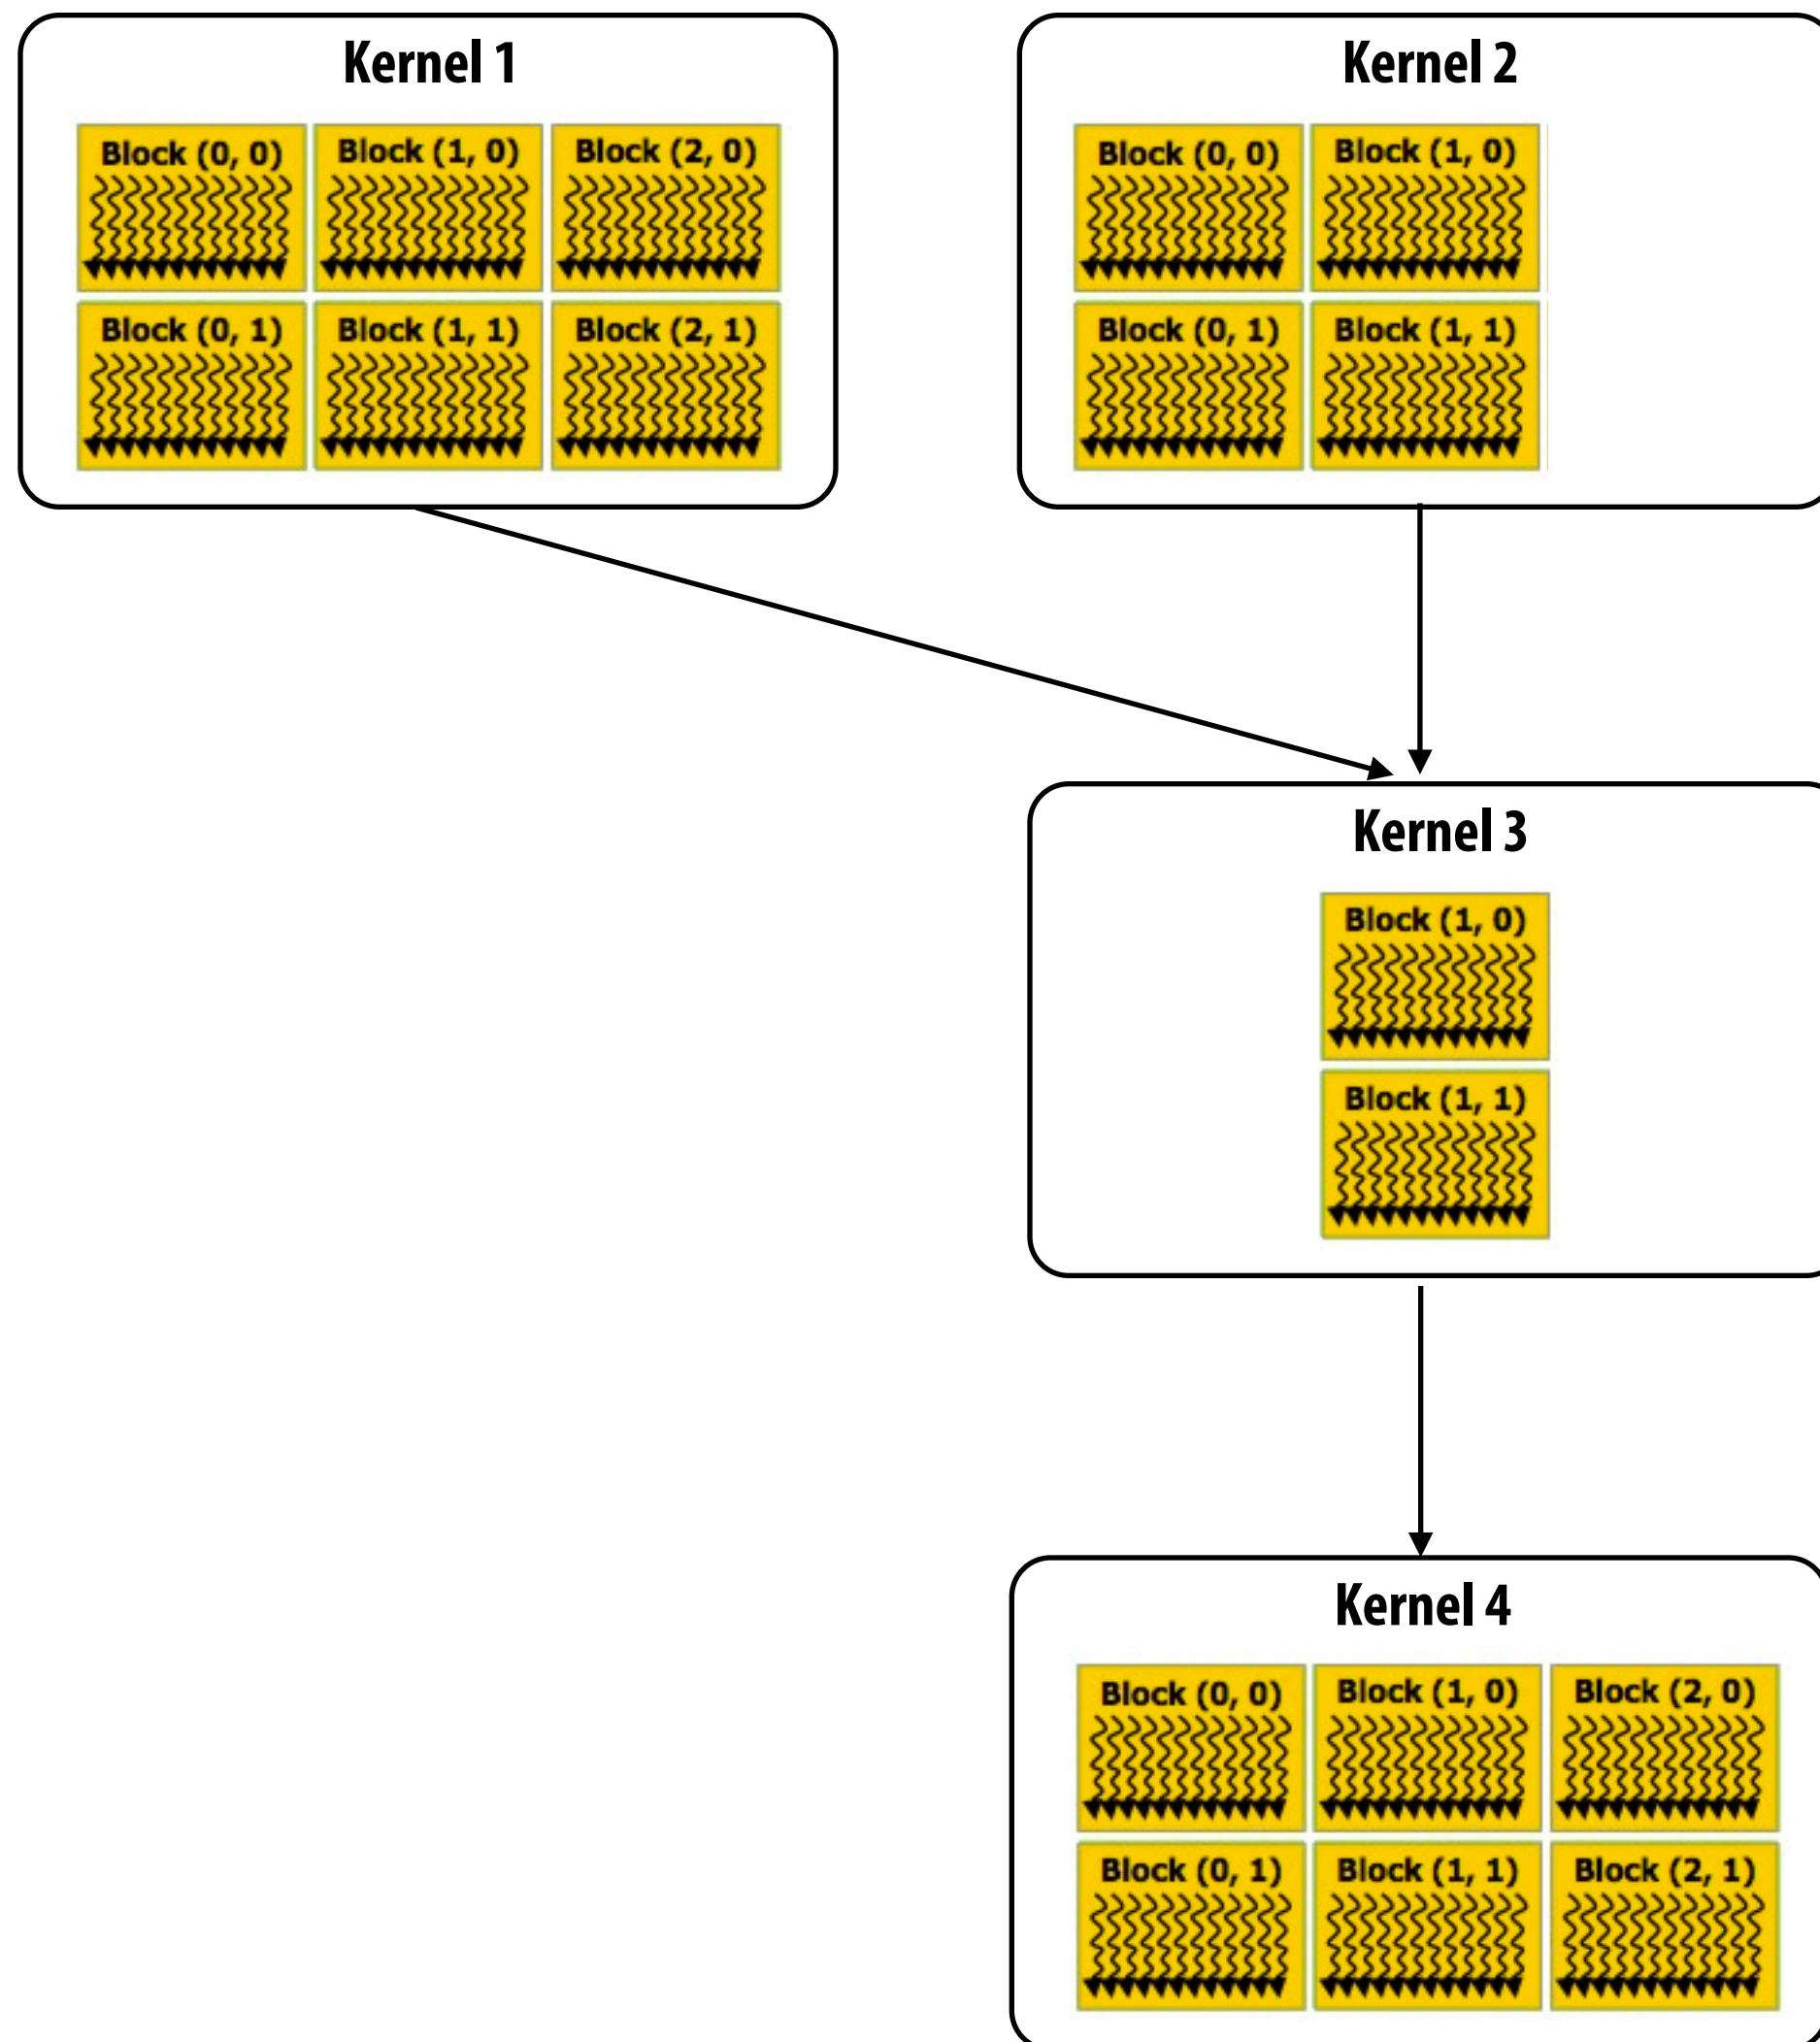 Kernel 1
Block (0, 0) Block (1, 0) Block (2, 0)
Block (0, 1) Block (1, 1) Block (2, 1)
Kernel 2
Block (0, 0) Block (1, 0)
Block (0, 1) Block (1, 1)
Kernel 3
Block (1, 0)
Block (1, 1)
Kernel 4
Block (0, 0) Block (1, 0) Block (2, 0)
Block (0, 1) Block (1, 1) Block (2, 1)